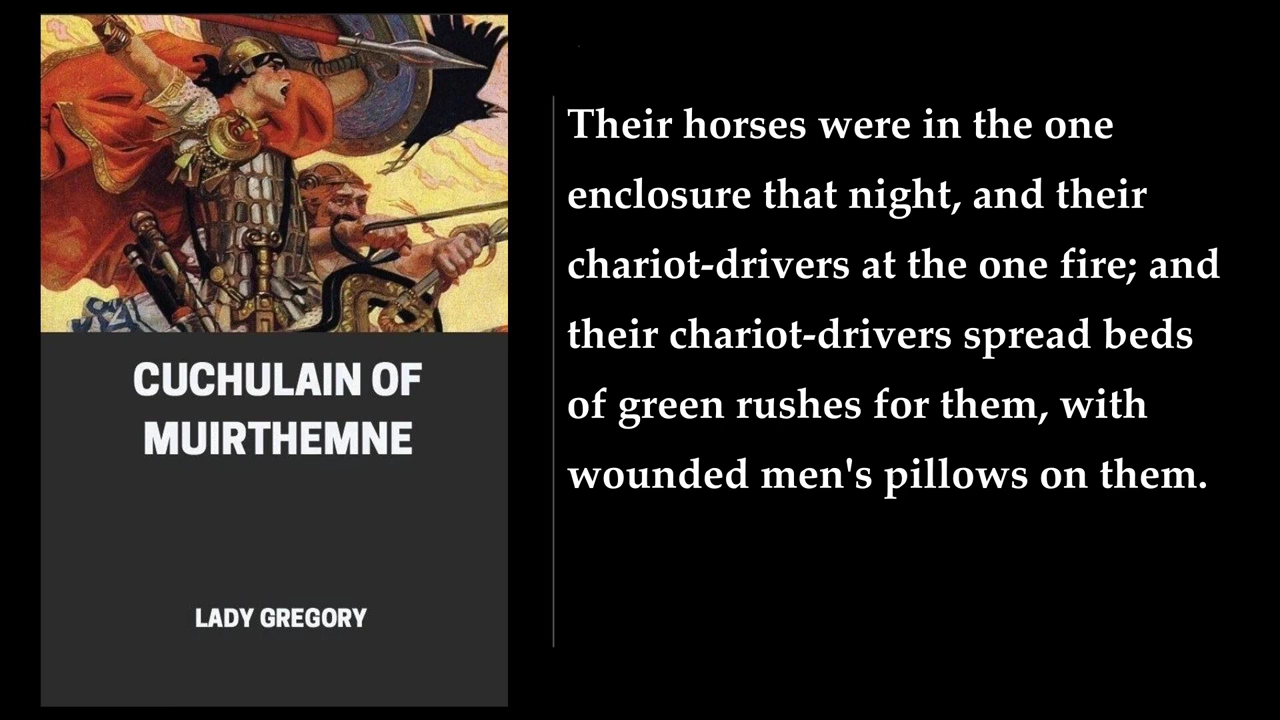 CUCHULAIN OF
MUIRTHEMNE
LADY GREGORY
Their horses were in the one
enclosure that night, and their
chariot-drivers at the one fire; and
their chariot-drivers spread beds
of green rushes for them, with
wounded men's pillows on them.